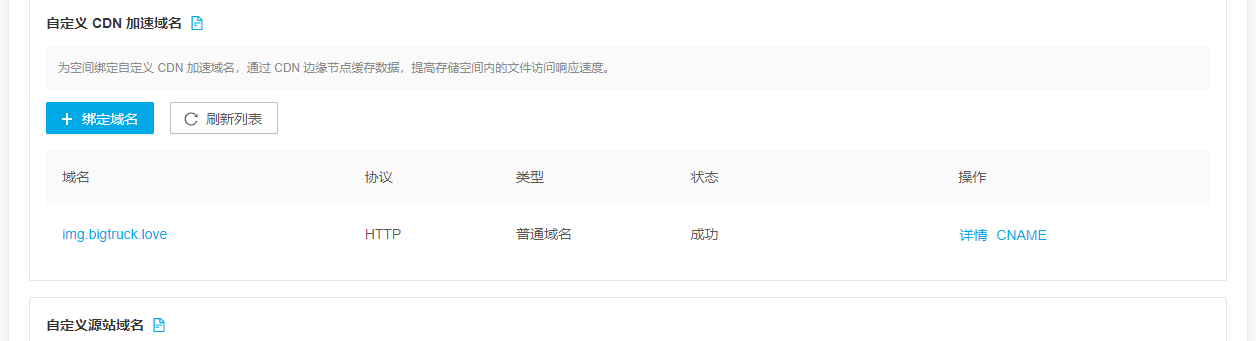 自定义 CDN 加速域名
为空间绑定自定义 CDN 加速域名，通过 CDN 边缘节点缓存数据，提高存储空间内的文件访问响应速度。
绑定域名 刷新列表
域名 协议 类型 状态 操作
img.bigtruck.love HTTP 普通域名 成功 详情 CNAME
自定义源站域名